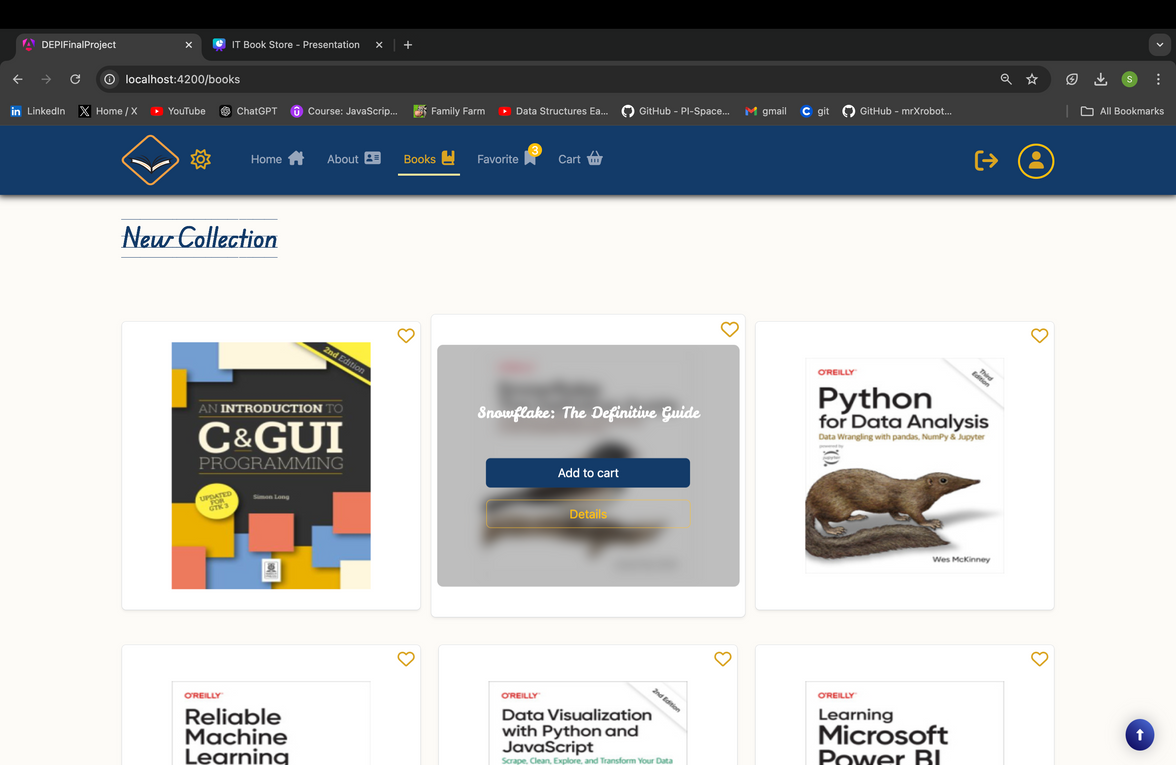 DEPIFinalProject
IT Book Store - Presentation
localhost:4200/books
S
LinkedIn
Home / X
YouTube
ChatGPT
Course: JavaScrip...
Family Farm
Data Structures Ea...
GitHub - PI-Space...
gmail
git
GitHub - mrXrobot...
All Bookmarks
Home
About
Books
Favorite
3
Cart
New Collection
2nd Edition
AN INTRODUCTION TO
C & GUI
PROGRAMMING
UPDATED
FOR
GTK 3
Simon Long
Snowflake: The Definitive Guide
Add to cart
Details
O'REILLY
Third
Edition
Python
for Data Analysis
Data Wrangling with pandas, NumPy & Jupyter
powered by
jupyter
Wes McKinney
O'REILLY
Reliable
Machine
Learning
O'REILLY
2nd Edition
Data Visualization
with Python and
JavaScript
Scrape, Clean, Explore, and Transform Your Data
O'REILLY
Learning
Microsoft
Power BI